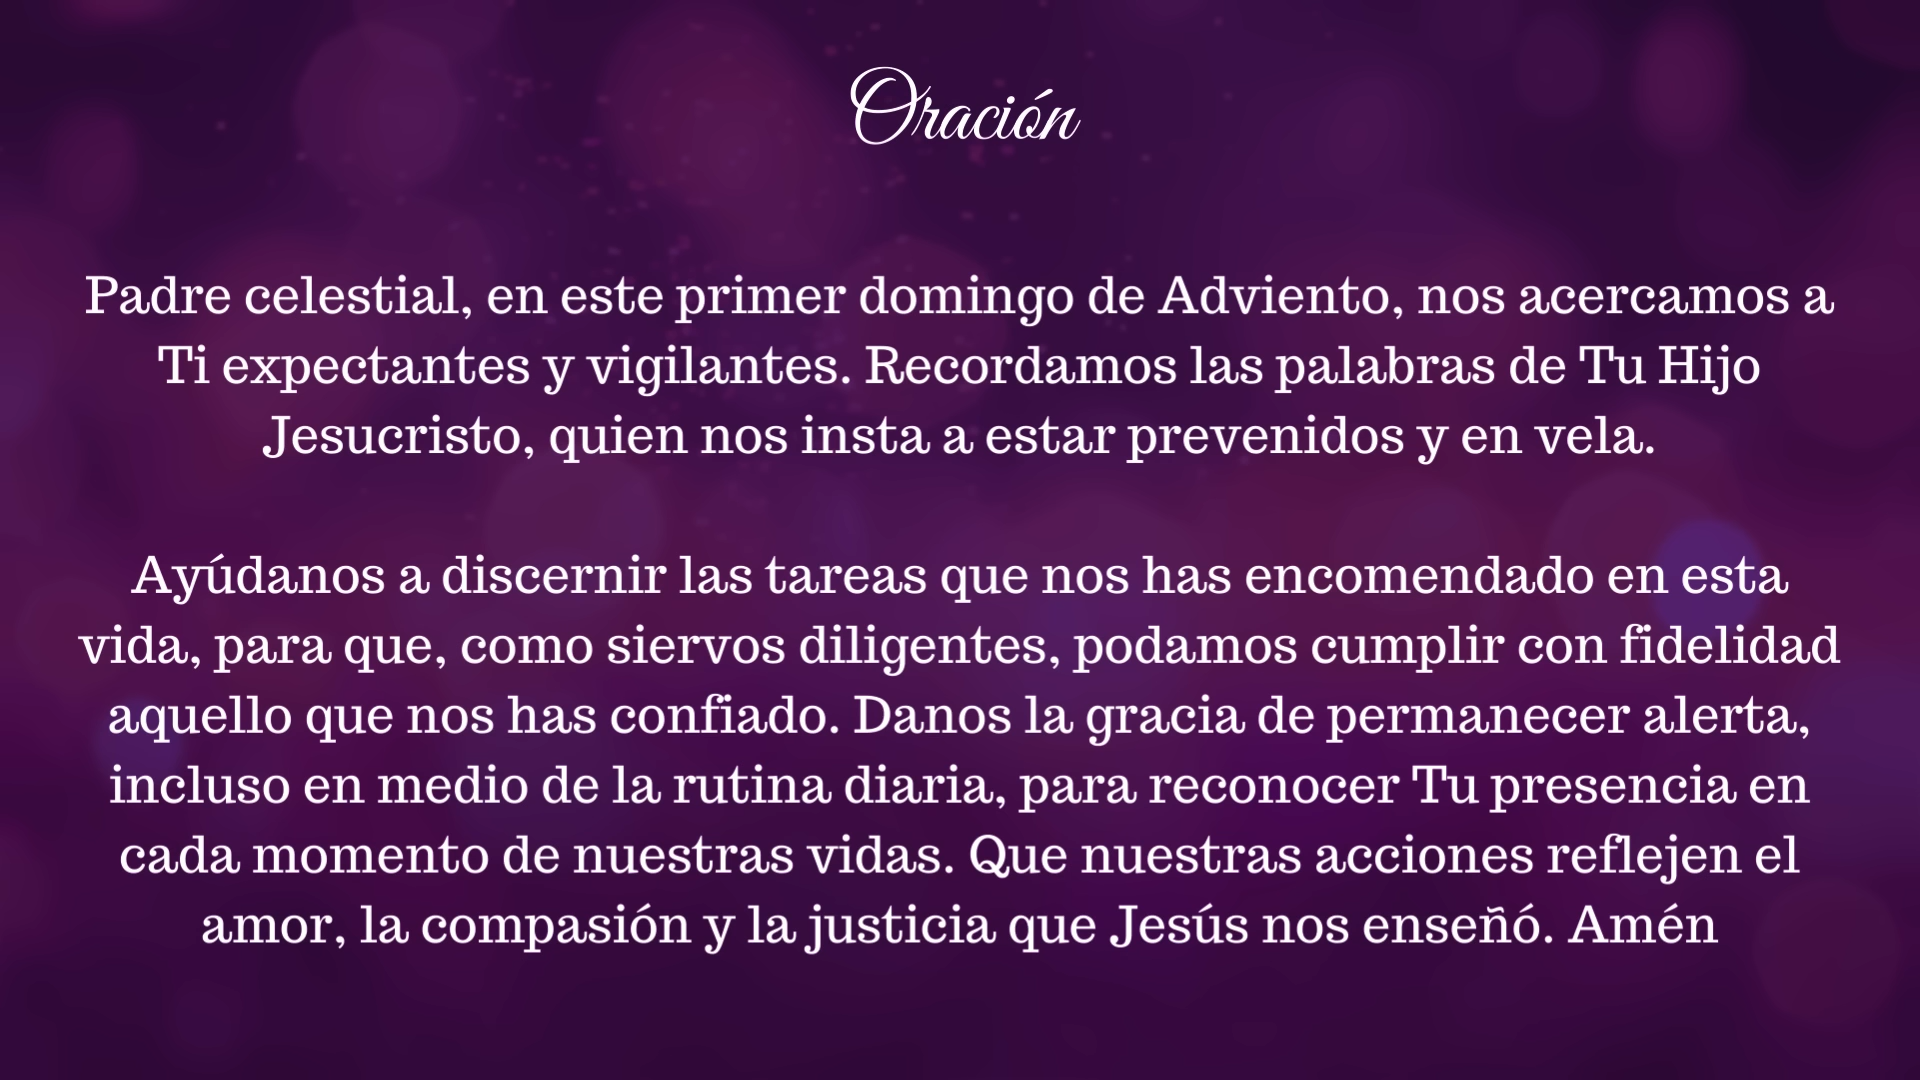 Oración
Padre celestial, en este primer domingo de Adviento, nos acercamos a
Ti expectantes y vigilantes. Recordamos las palabras de Tu Hijo
Jesucristo, quien nos insta a estar prevenidos y en vela.
Ayúdanos a discernir las tareas que nos has encomendado en esta
vida, para que, como siervos diligentes, podamos cumplir con fidelidad
aquello que nos has confiado. Danos la gracia de permanecer alerta,
incluso en medio de la rutina diaria, para reconocer Tu presencia en
cada momento de nuestras vidas. Que nuestras acciones reflejen el
amor, la compasión y la justicia que Jesús nos enseñó. Amén